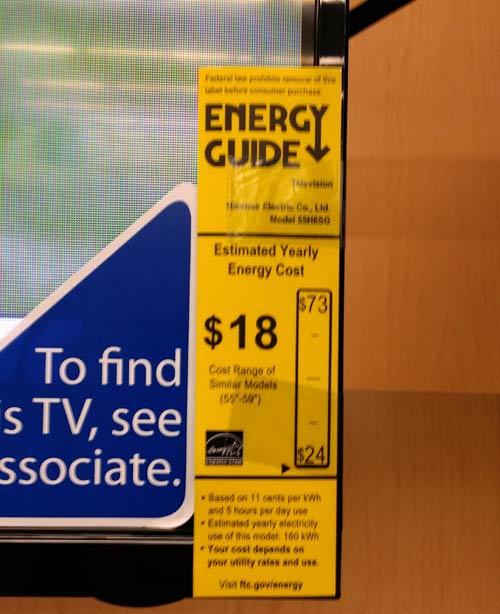 Federal law prohibits removal of this
label before consumer purchase.
ENERGY
GUIDE
Television
Hisense Electric Co., Ltd.
Model 55H6SG
Estimated Yearly
Energy Cost
$18
$73
Cost Range of
Similar Models
(55"-59")
$24
ENERGY STAR
• Based on 11 cents per kWh
and 5 hours per day use
• Estimated yearly electricity
use of this model: 160 kWh
• Your cost depends on
your utility rates and use.
Visit ftc.gov/energy
To find
is TV, see
ssociate.